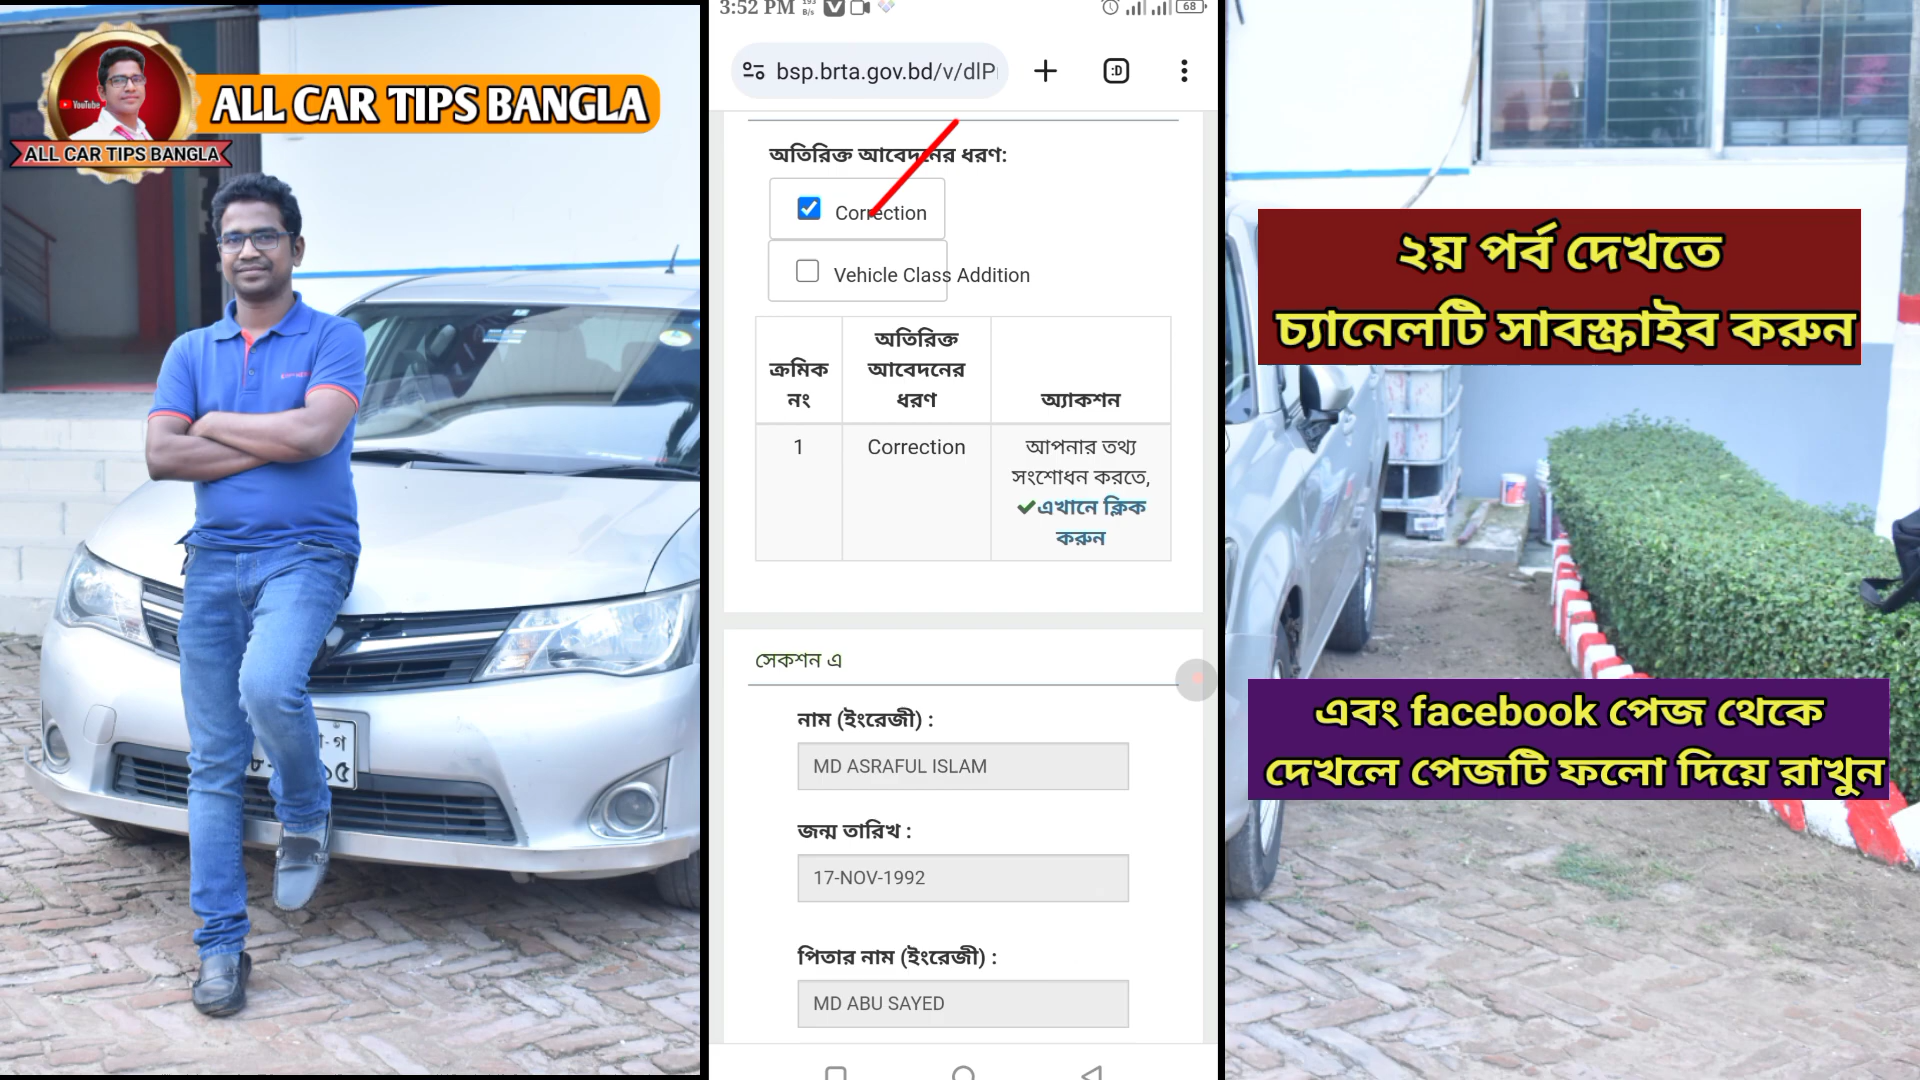 YouTube
ALL CAR TIPS BANGLA
ALL CAR TIPS BANGLA
3:52 PM
193 B/s
68
bsp.brta.gov.bd/v/dlP
:D
অতিরিক্ত আবেদনের ধরণ:
Correction
Vehicle Class Addition
ক্রমিক নং
অতিরিক্ত আবেদনের ধরণ
অ্যাকশন
1
Correction
আপনার তথ্য
সংশোধন করতে,
এখানে ক্লিক
করুন
সেকশন এ
নাম (ইংরেজী) :
MD ASRAFUL ISLAM
জন্ম তারিখ :
17-NOV-1992
পিতার নাম (ইংরেজী) :
MD ABU SAYED
২য় পর্ব দেখতে
চ্যানেলটি সাবস্ক্রাইব করুন
এবং facebook পেজ থেকে
দেখলে পেজটি ফলো দিয়ে রাখুন